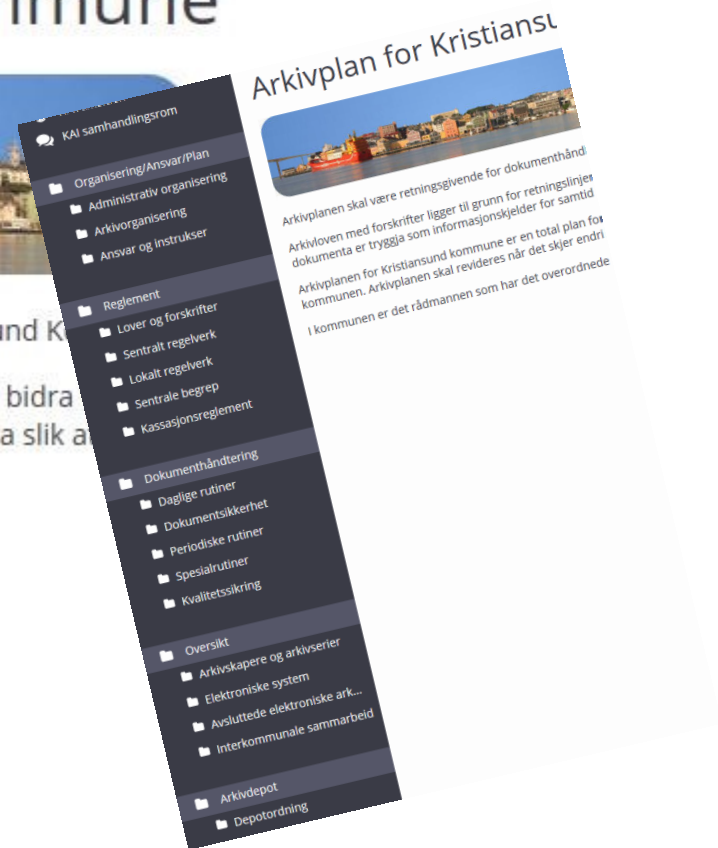 KAI samhandlingsrom
Organisering/Ansvar/Plan
Administrativ organisering
Arkivorganisering
Ansvar og instrukser
Reglement
Lover og forskrifter
Sentralt regelverk
Lokalt regelverk
Sentrale begrep
Kassasjonsreglement
Dokumenthåndtering
Daglige rutiner
Dokumentsikkerhet
Periodiske rutiner
Spesialrutiner
Kvalitetssikring
Oversikt
Arkivskapere og arkivserier
Elektroniske system
Avsluttede elektroniske ark...
Interkommunale sammarbeid
Arkivdepot
Depotordning
Arkivplan for Kristiansu
Arkivplanen skal være retningsgivende for dokumenthånd
Arkivloven med forskrifter ligger til grunn for retningslinje
dokumenta er tryggja som informasjonskjelder for samtid
Arkivplanen for Kristiansund kommune er en total plan for
kommunen. Arkivplanen skal revideres når det skjer endri
I kommunen er det rådmannen som har det overordnede
bidra
a slik